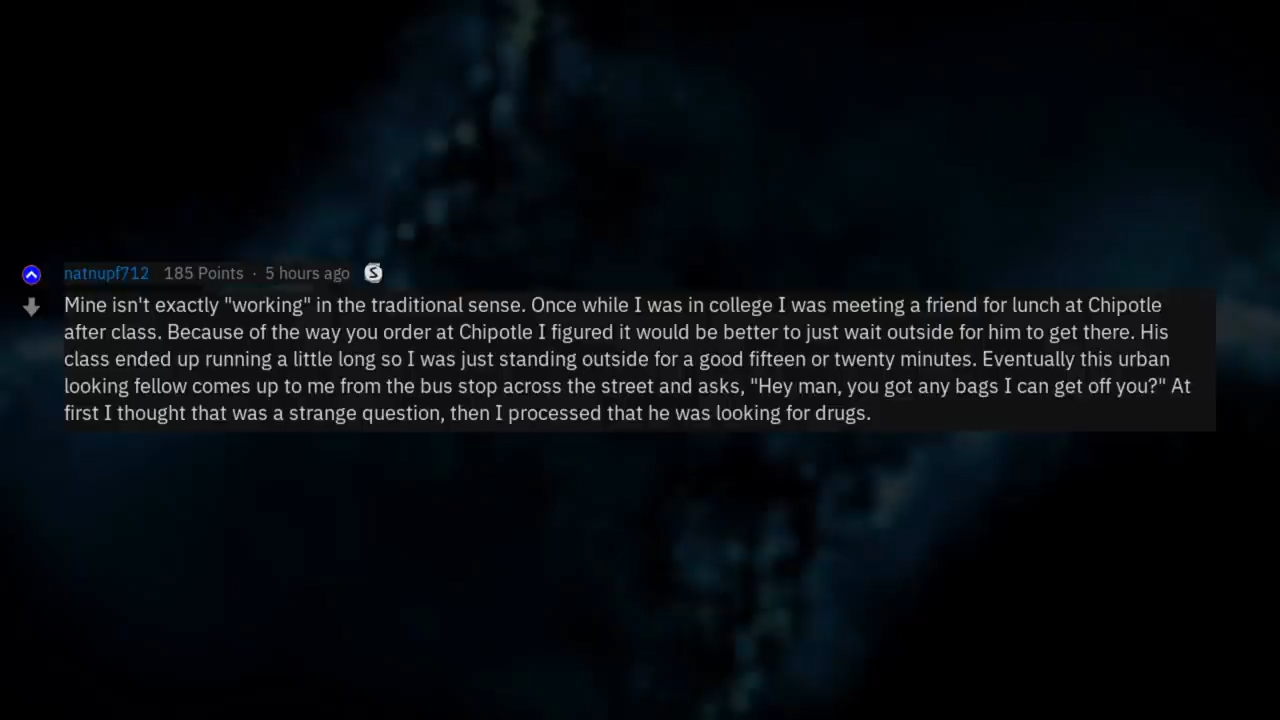 natnupf712 185 Points · 5 hours ago S
Mine isn't exactly "working" in the traditional sense. Once while I was in college I was meeting a friend for lunch at Chipotle
after class. Because of the way you order at Chipotle I figured it would be better to just wait outside for him to get there. His
class ended up running a little long so I was just standing outside for a good fifteen or twenty minutes. Eventually this urban
looking fellow comes up to me from the bus stop across the street and asks, "Hey man, you got any bags I can get off you?" At
first I thought that was a strange question, then I processed that he was looking for drugs.